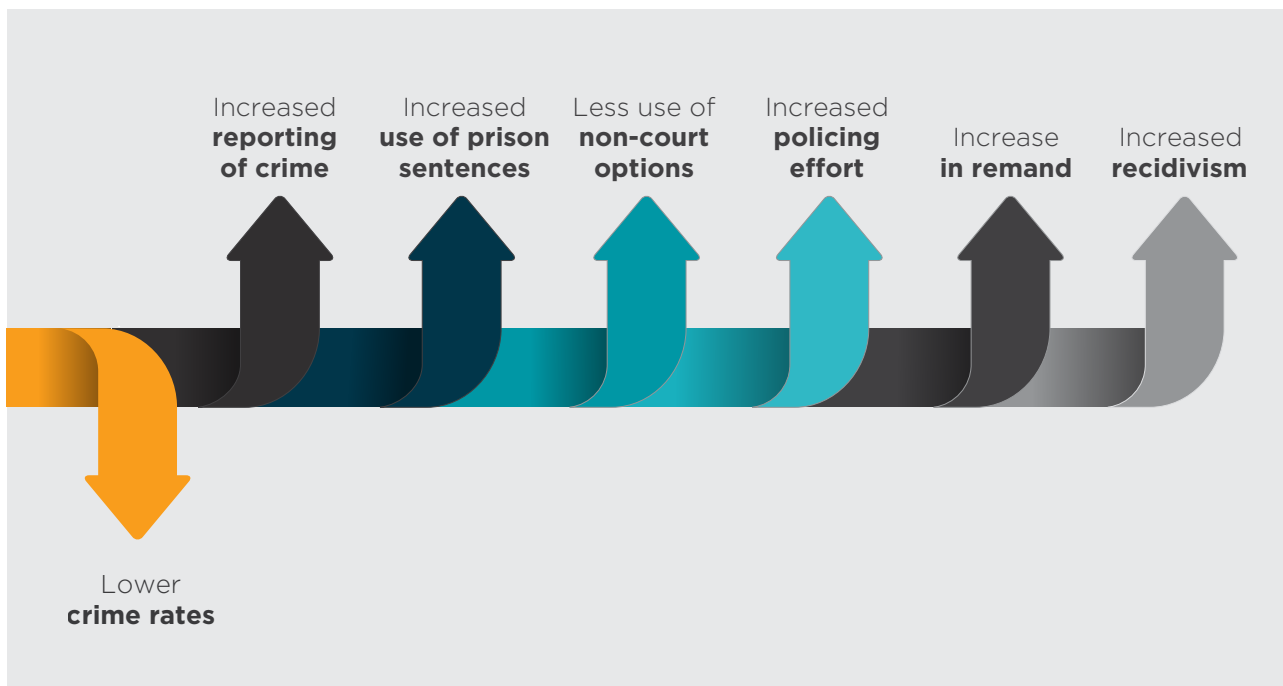 Increased
reporting
of crime
Increased
use of prison
sentences
Less use of
non-court
options
Increased
policing
effort
Increase
in remand
Increased
recidivism
Lower
crime rates